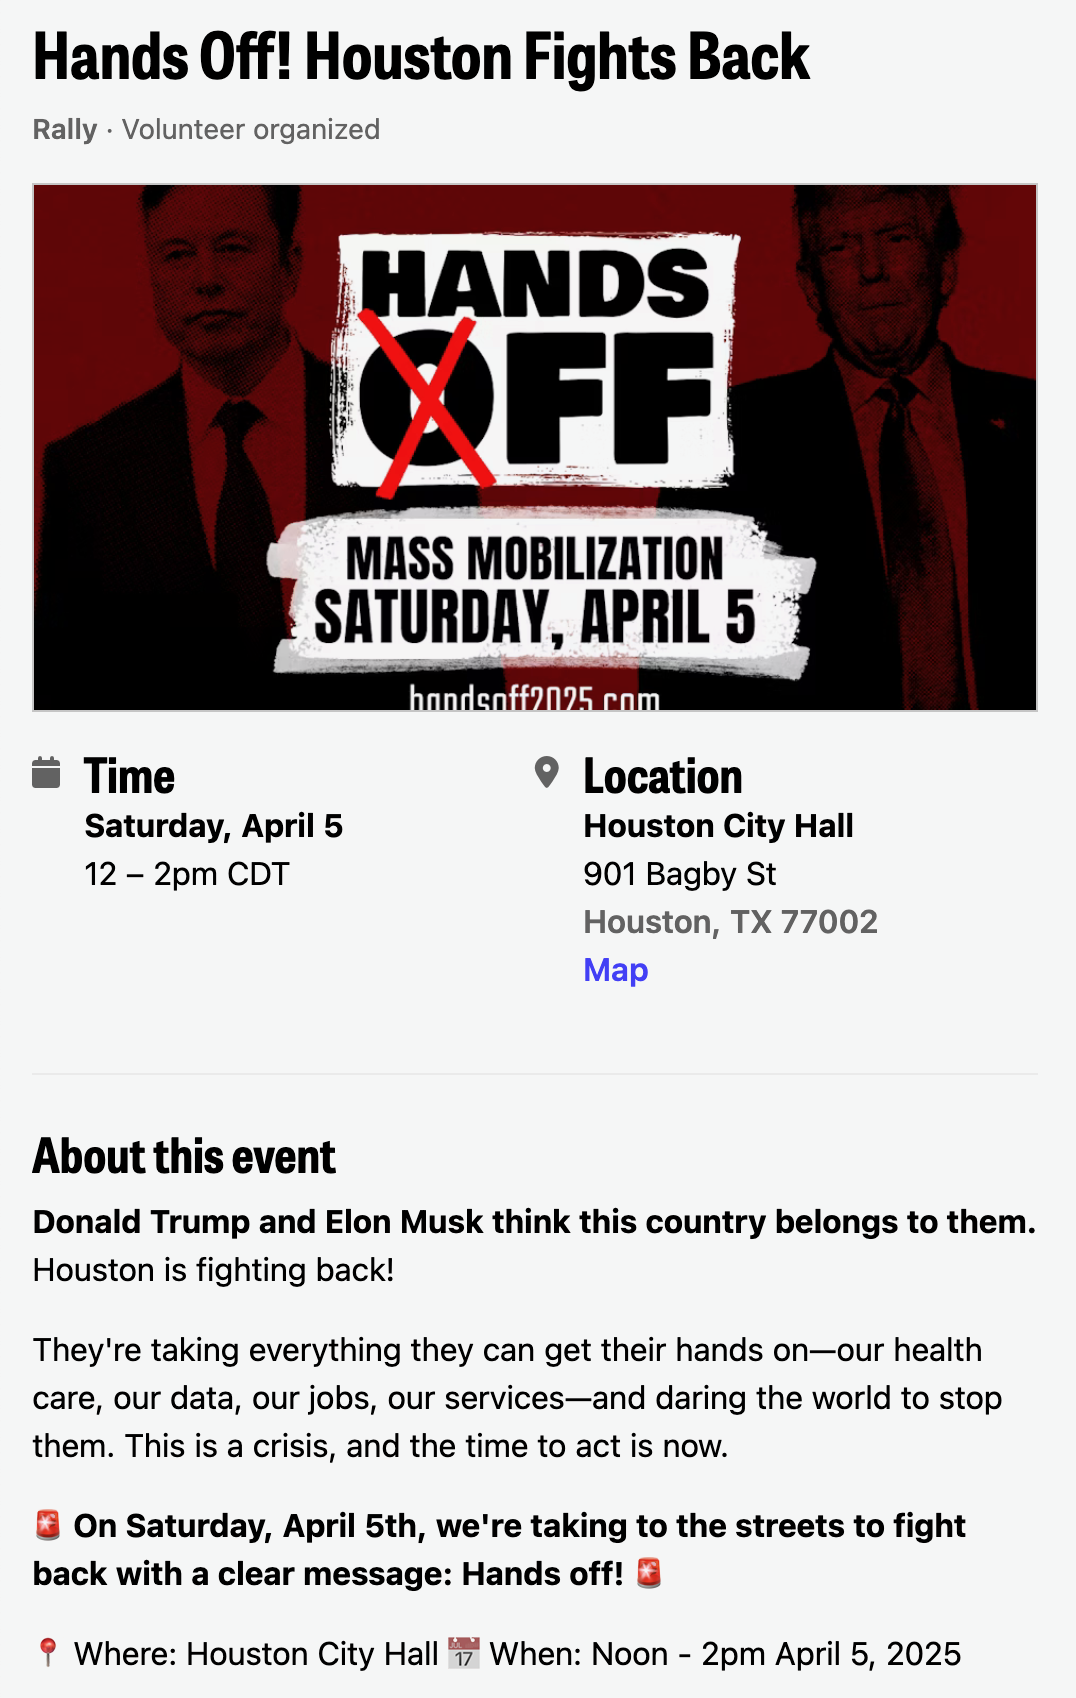 Hands Off! Houston Fights Back
Rally · Volunteer organized
HANDS
OFF
MASS MOBILIZATION
SATURDAY, APRIL 5
handsoff2025.com
Time
Saturday, April 5
12 – 2pm CDT
Location
Houston City Hall
901 Bagby St
Houston, TX 77002
Map
About this event
Donald Trump and Elon Musk think this country belongs to them.
Houston is fighting back!
They're taking everything they can get their hands on—our health
care, our data, our jobs, our services—and daring the world to stop
them. This is a crisis, and the time to act is now.
🚨 On Saturday, April 5th, we're taking to the streets to fight
back with a clear message: Hands off! 🚨
📍 Where: Houston City Hall 📅 When: Noon - 2pm April 5, 2025